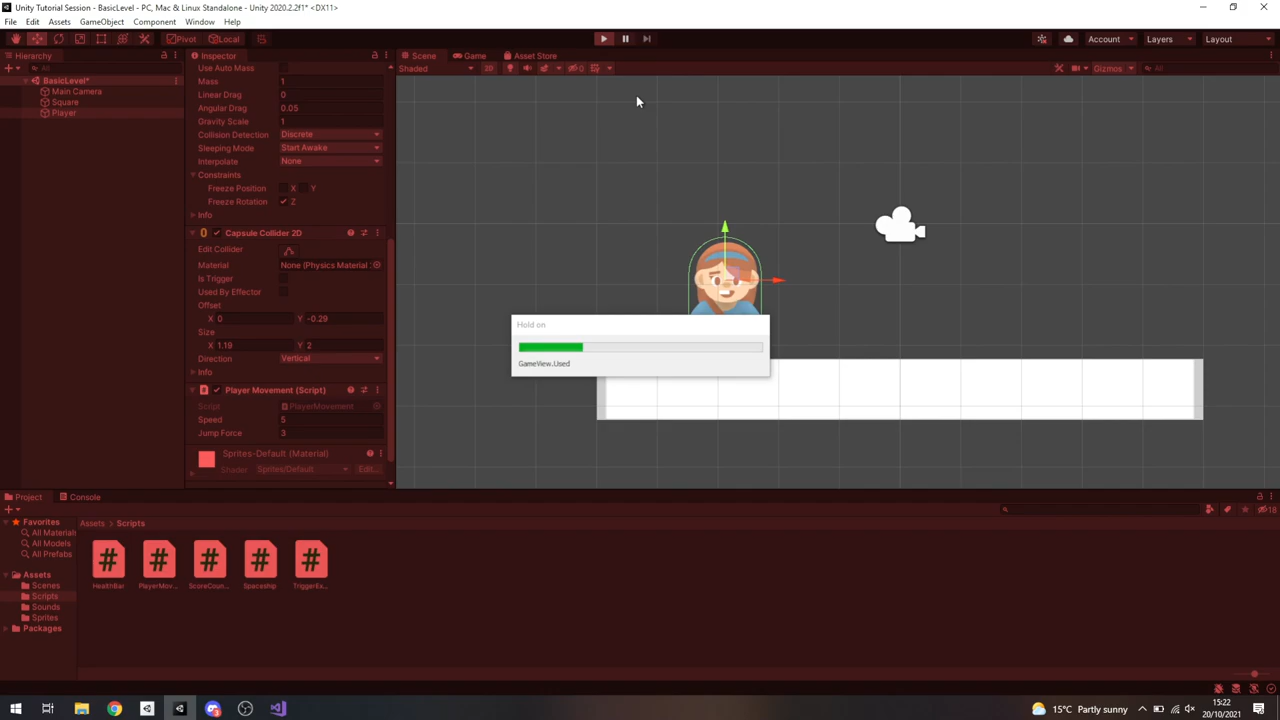 Unity Tutorial Session - BasicLevel - PC, Mac & Linux Standalone - Unity 2020.2.2f1* <DX11>
File Edit Assets GameObject Component Window Help
Pivot Local Account Layers Layout
Hierarchy Inspector Scene Game Asset Store
All Shaded 2D 0 Gizmos All
BasicLevel*
Main Camera
Square
Player
Use Auto Mass
Mass 1
Linear Drag 0
Angular Drag 0.05
Gravity Scale 1
Collision Detection Discrete
Sleeping Mode Start Awake
Interpolate None
Constraints
Freeze Position X Y
Freeze Rotation Z
Info
Capsule Collider 2D
Edit Collider
Material None (Physics Material
Is Trigger
Used By Effector
Offset
X 0 Y -0.29
Size
X 1.19 Y 2
Direction Vertical
Info
Player Movement (Script)
Script PlayerMovement
Speed 5
Jump Force 3
Sprites-Default (Material)
Shader Sprites/Default Edit...
Hold on
GameView.Used
Project Console
18
Favorites
All Materials
All Models
All Prefabs
Assets
Scenes
Scripts
Sounds
Sprites
Packages
Assets Scripts
HealthBar PlayerMov... ScoreCoun... Spaceship TriggerEx...
15°C Partly sunny
15:22
20/10/2021